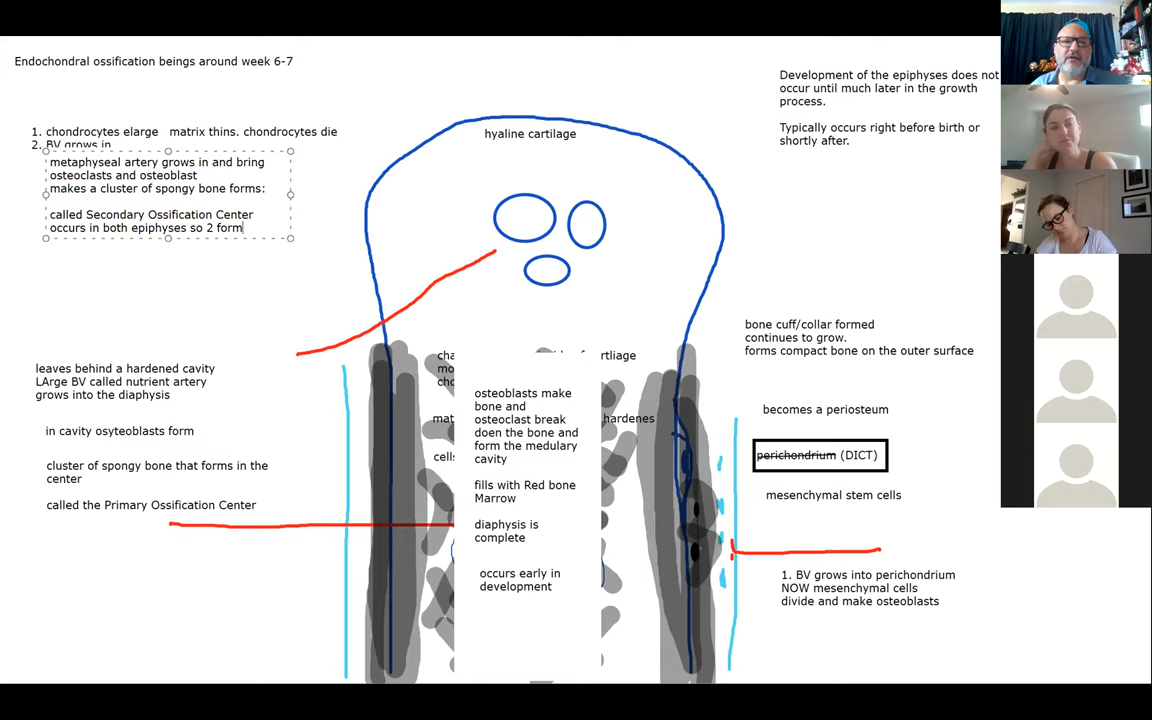 Endochondral ossification beings around week 6-7
Development of the epiphyses does not
occur until much later in the growth
process.
Typically occurs right before birth or
shortly after.
1. chondrocytes elarge   matrix thins. chondrocytes die
2. BV grows in
metaphyseal artery grows in and bring
osteoclasts and osteoblast
makes a cluster of spongy bone forms:
called Secondary Ossification Center
occurs in both epiphyses so 2 form
hyaline cartilage
bone cuff/collar formed
continues to grow.
forms compact bone on the outer surface
leaves behind a hardened cavity
LArge BV called nutrient artery
grows into the diaphysis
in cavity osyteoblasts form
cluster of spongy bone that forms in the
center
called the Primary Ossification Center
rtliage
hardenes
osteoblasts make
bone and
osteoclast break
doen the bone and
form the medulary
cavity
fills with Red bone
Marrow
diaphysis is
complete
occurs early in
development
becomes a periosteum
perichondrium (DICT)
mesenchymal stem cells
1. BV grows into perichondrium
NOW mesenchymal cells
divide and make osteoblasts